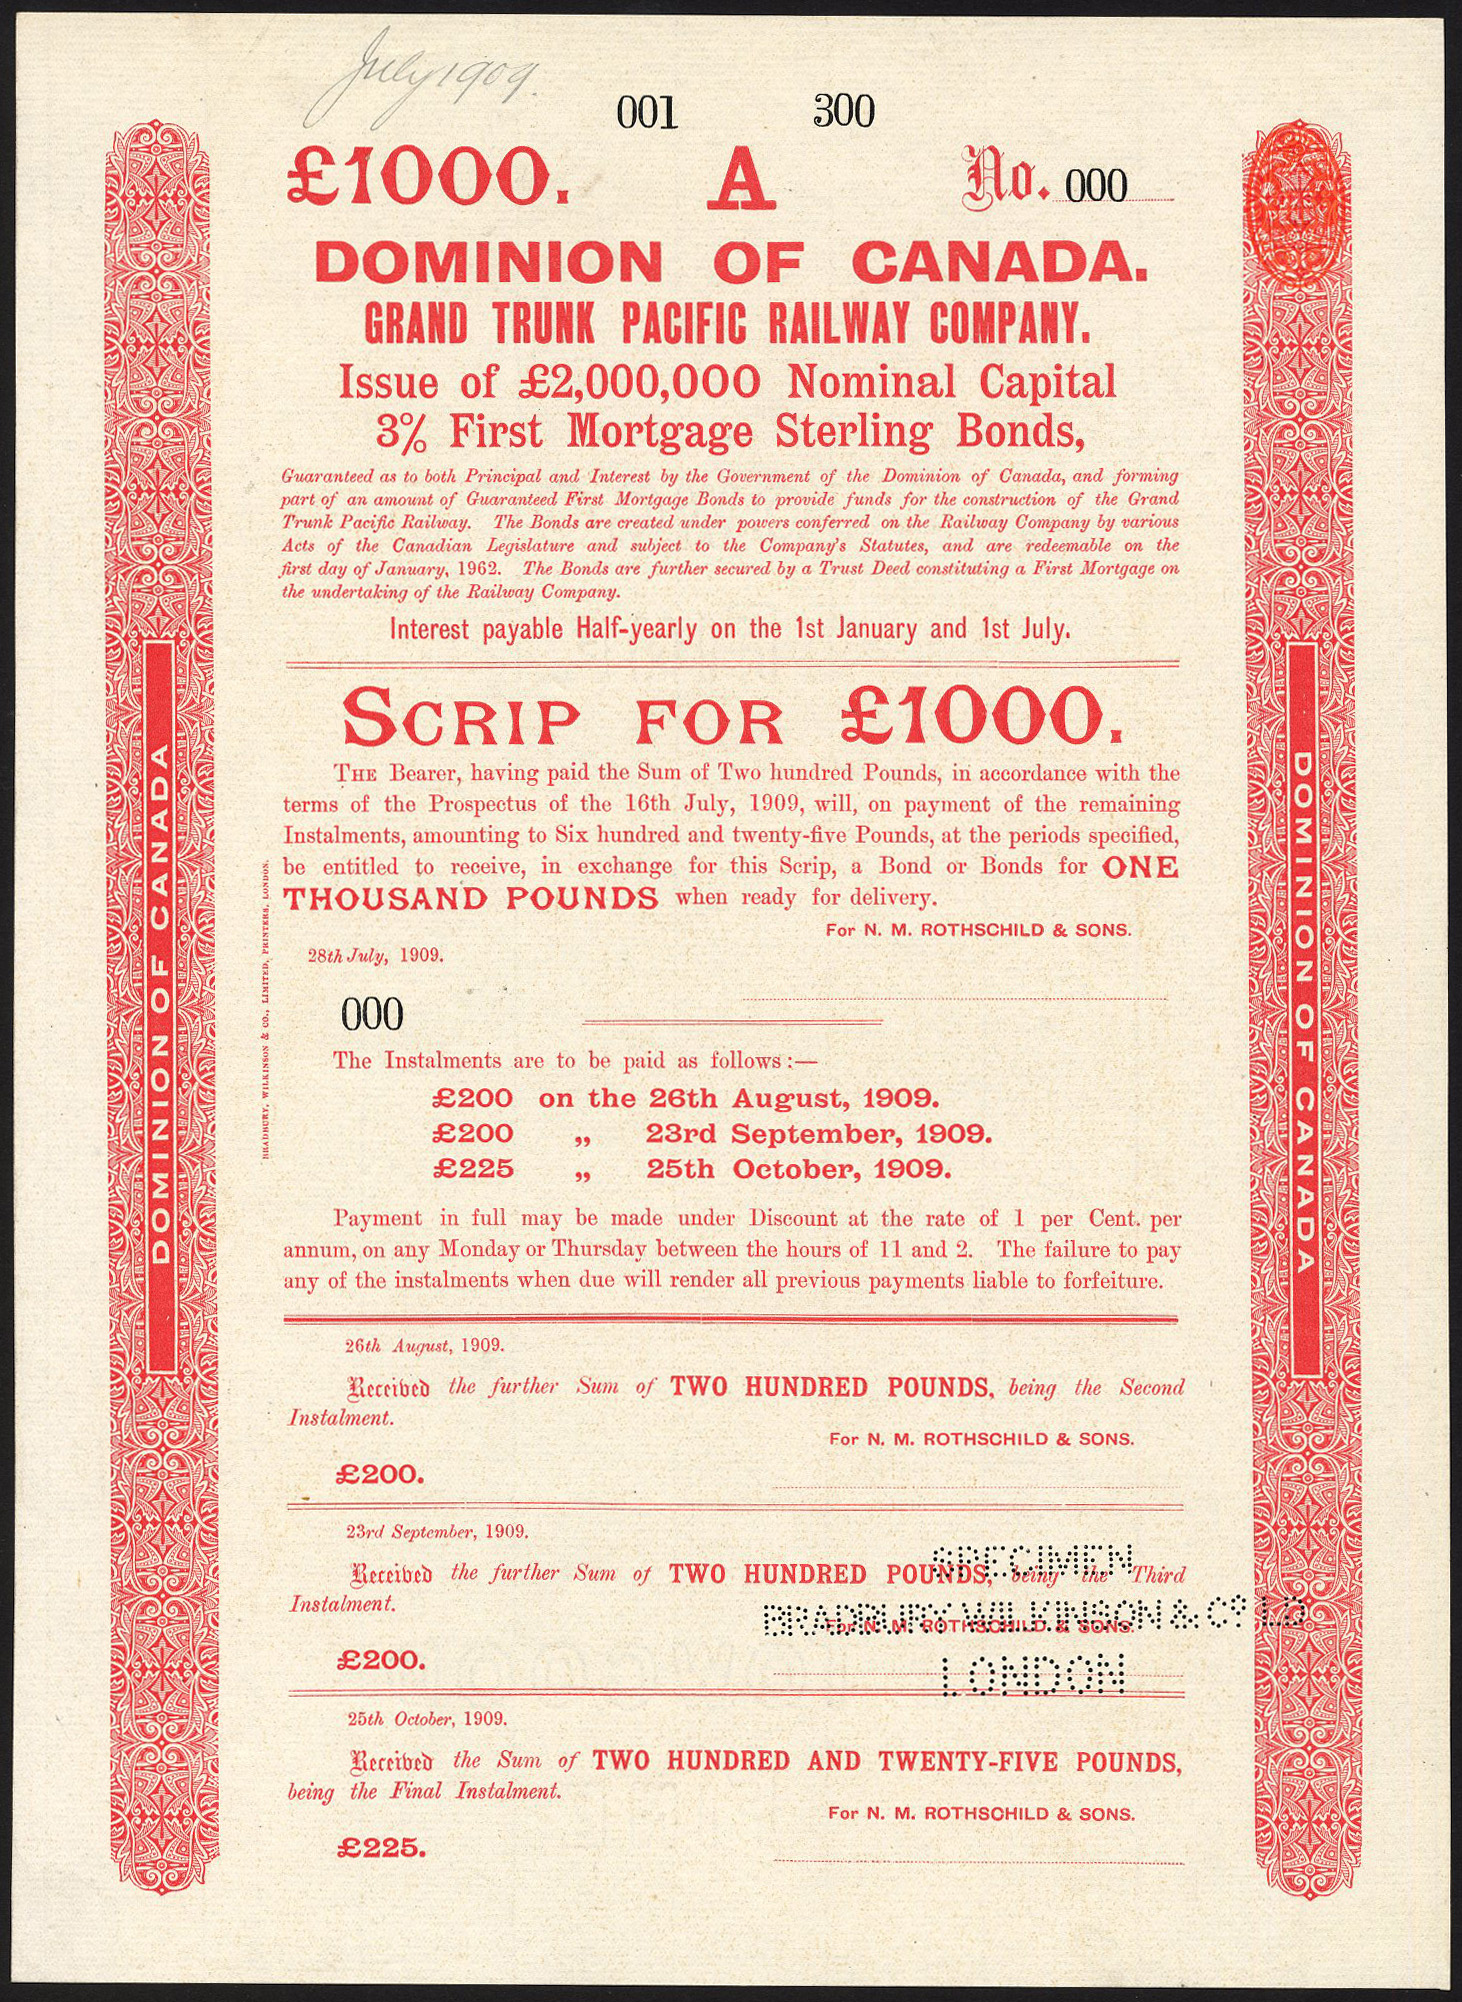 July 1909.
001 300
£1000. A No. 000
DOMINION OF CANADA.
GRAND TRUNK PACIFIC RAILWAY COMPANY.
Issue of £2,000,000 Nominal Capital
3% First Mortgage Sterling Bonds,
Guaranteed as to both Principal and Interest by the Government of the Dominion of Canada, and forming
part of an amount of Guaranteed First Mortgage Bonds to provide funds for the construction of the Grand
Trunk Pacific Railway. The Bonds are created under powers conferred on the Railway Company by various
Acts of the Canadian Legislature and subject to the Company's Statutes, and are redeemable on the
first day of January, 1962. The Bonds are further secured by a Trust Deed constituting a First Mortgage on
the undertaking of the Railway Company.
Interest payable Half-yearly on the 1st January and 1st July.
SCRIP FOR £1000.
THE Bearer, having paid the Sum of Two hundred Pounds, in accordance with the
terms of the Prospectus of the 16th July, 1909, will, on payment of the remaining
Instalments, amounting to Six hundred and twenty-five Pounds, at the periods specified,
be entitled to receive, in exchange for this Scrip, a Bond or Bonds for ONE
THOUSAND POUNDS when ready for delivery.
For N. M. ROTHSCHILD & SONS.
28th July, 1909.
000
The Instalments are to be paid as follows:—
£200 on the 26th August, 1909.
£200 „ 23rd September, 1909.
£225 „ 25th October, 1909.
Payment in full may be made under Discount at the rate of 1 per Cent. per
annum, on any Monday or Thursday between the hours of 11 and 2. The failure to pay
any of the instalments when due will render all previous payments liable to forfeiture.
26th August, 1909.
Received the further Sum of TWO HUNDRED POUNDS, being the Second
Instalment.
For N. M. ROTHSCHILD & SONS.
£200.
23rd September, 1909.
SPECIMEN
Received the further Sum of TWO HUNDRED POUNDS, being the Third
Instalment.
BRADBURY WILKINSON & Co LD
For N. M. ROTHSCHILD & SONS.
£200.
LONDON
25th October, 1909.
Received the Sum of TWO HUNDRED AND TWENTY-FIVE POUNDS,
being the Final Instalment.
For N. M. ROTHSCHILD & SONS.
£225.
DOMINION OF CANADA
BRADBURY, WILKINSON & CO., LIMITED, PRINTERS, LONDON.
DOMINION OF CANADA